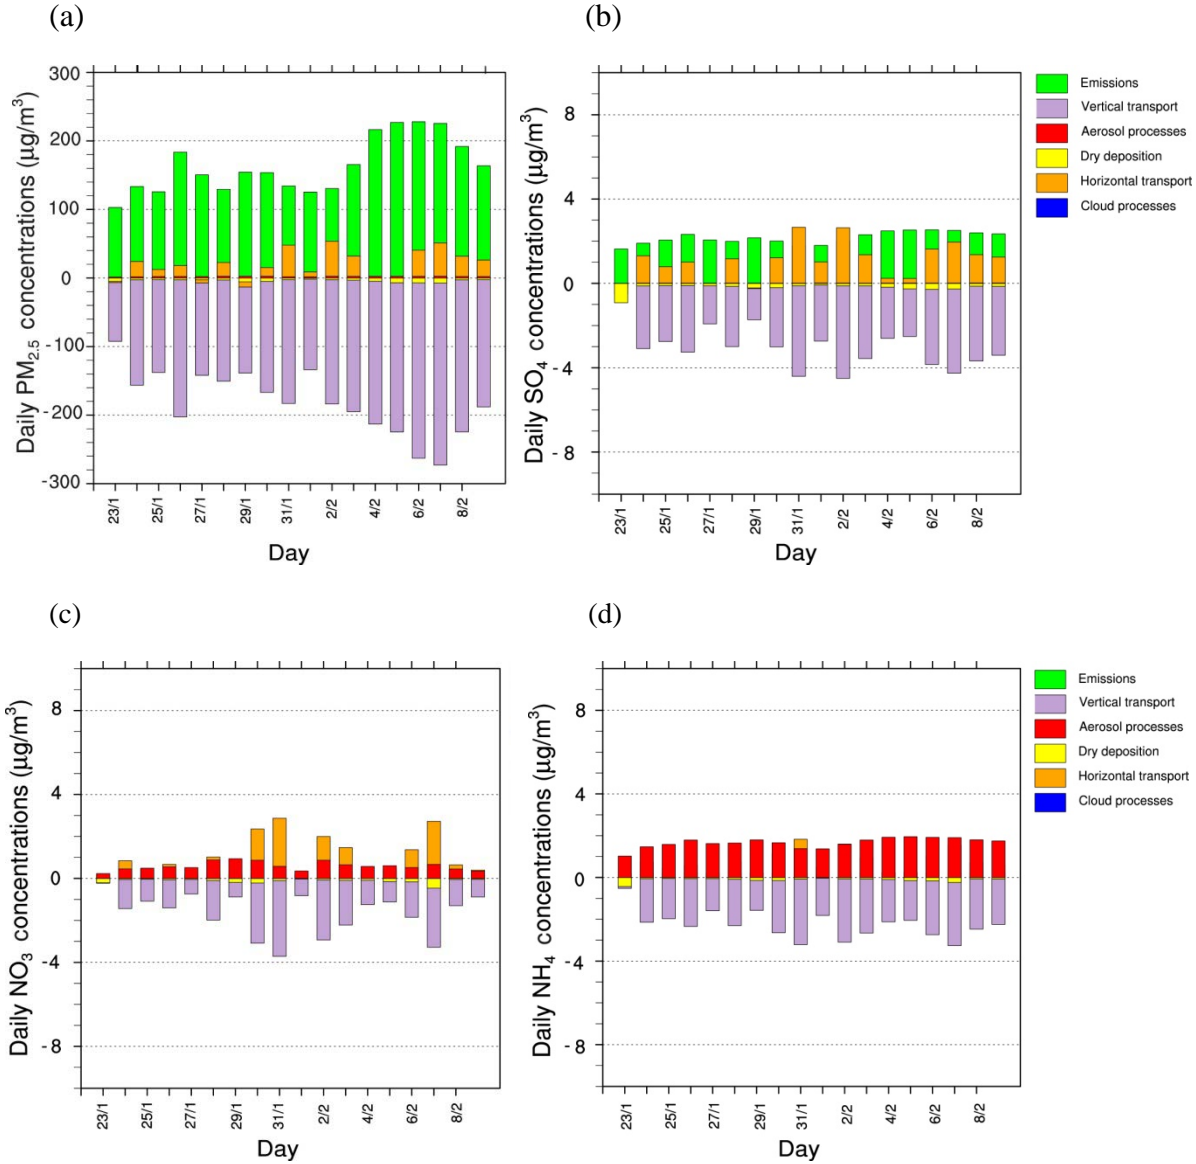 (a)
(b)
Daily PM2.5 concentrations (µg/m3)
300
200
100
0
-100
-200
-300
23/1
25/1
27/1
29/1
31/1
2/2
4/2
6/2
8/2
Day
Daily SO4 concentrations (µg/m3)
8
4
0
-4
-8
23/1
25/1
27/1
29/1
31/1
2/2
4/2
6/2
8/2
Day
Emissions
Vertical transport
Aerosol processes
Dry deposition
Horizontal transport
Cloud processes
(c)
(d)
Daily NO3 concentrations (µg/m3)
8
4
0
-4
-8
23/1
25/1
27/1
29/1
31/1
2/2
4/2
6/2
8/2
Day
Daily NH4 concentrations (µg/m3)
8
4
0
-4
-8
23/1
25/1
27/1
29/1
31/1
2/2
4/2
6/2
8/2
Day
Emissions
Vertical transport
Aerosol processes
Dry deposition
Horizontal transport
Cloud processes